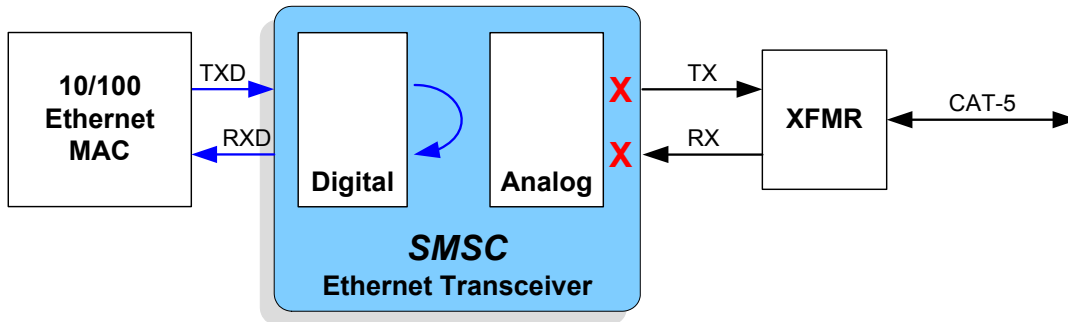 10/100
Ethernet
MAC
TXD
RXD
Digital
Analog
X
X
SMSC
Ethernet Transceiver
TX
RX
XFMR
CAT-5